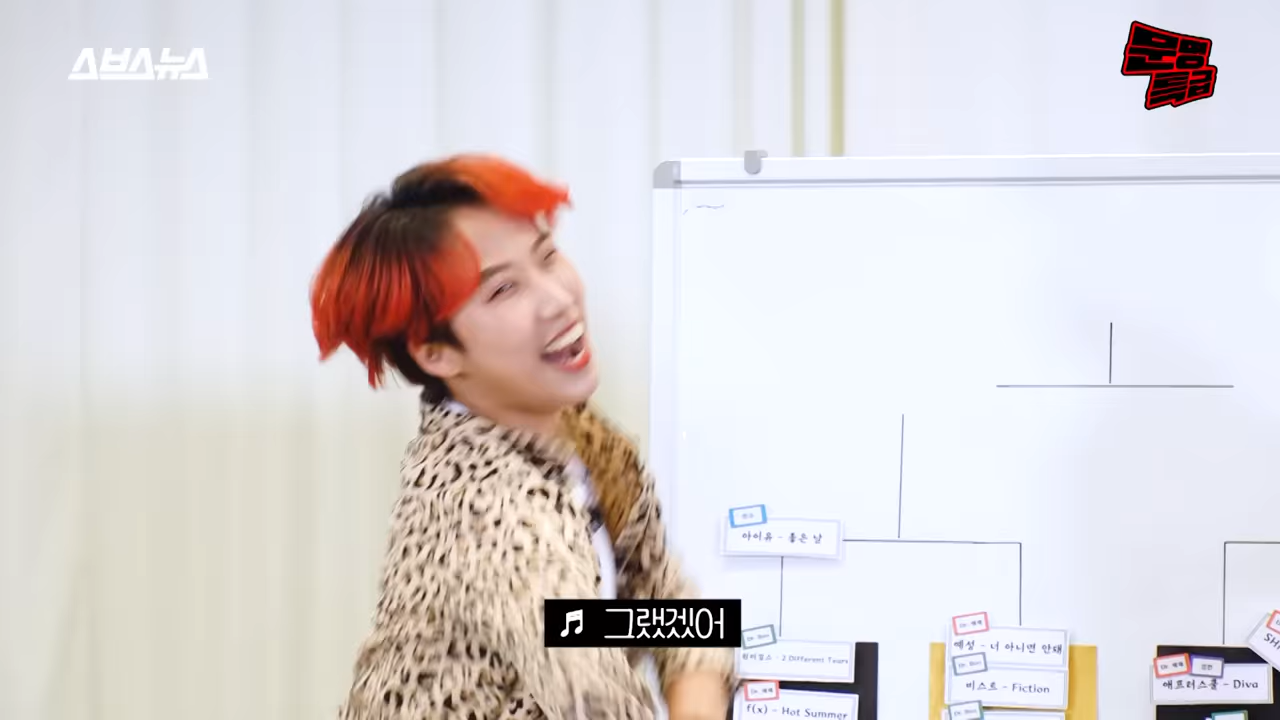 스브스뉴스
문명
특급
아이유 - 좋은 날
♬ 그랬겠어
원더걸스 - 2 Different Tears
f(x) - Hot Summer
예성 - 너 아니면 안돼
비스트 - Fiction
애프터스쿨 - Diva